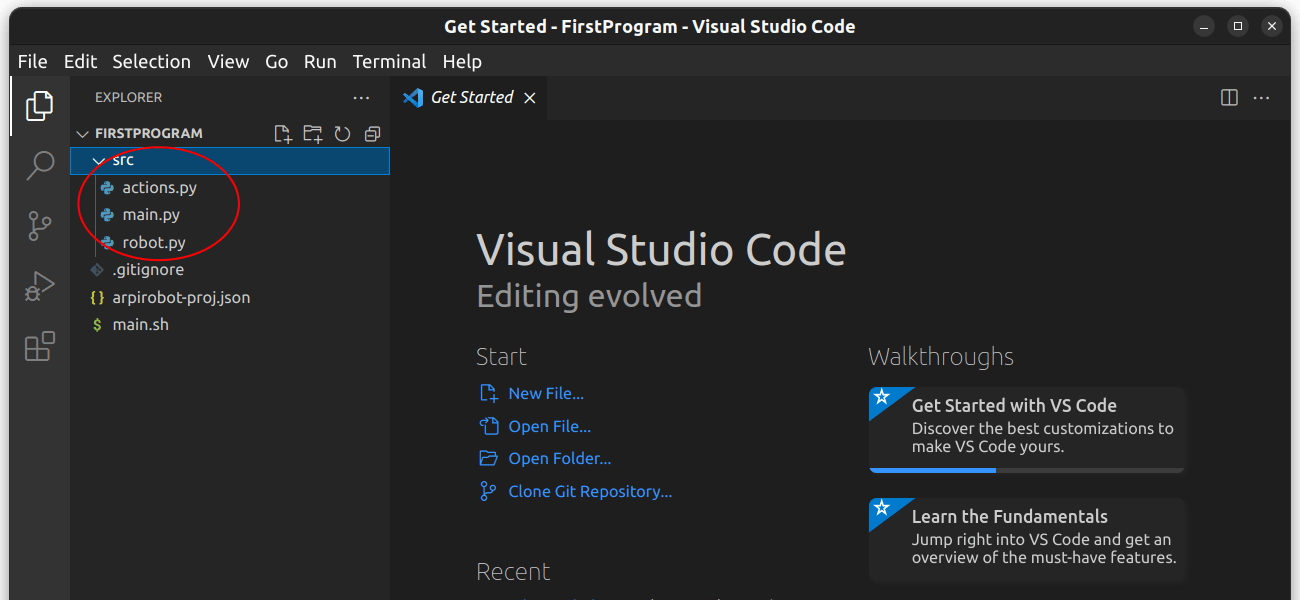 Get Started - FirstProgram - Visual Studio Code
File Edit Selection View Go Run Terminal Help
EXPLORER
Get Started
FIRSTPROGRAM
src
actions.py
main.py
robot.py
.gitignore
{} arpirobot-proj.json
$ main.sh
Visual Studio Code
Editing evolved
Start
New File...
Open File...
Open Folder...
Clone Git Repository...
Recent
Walkthroughs
Get Started with VS Code
Discover the best customizations to
make VS Code yours.
Learn the Fundamentals
Jump right into VS Code and get an
overview of the must-have features.